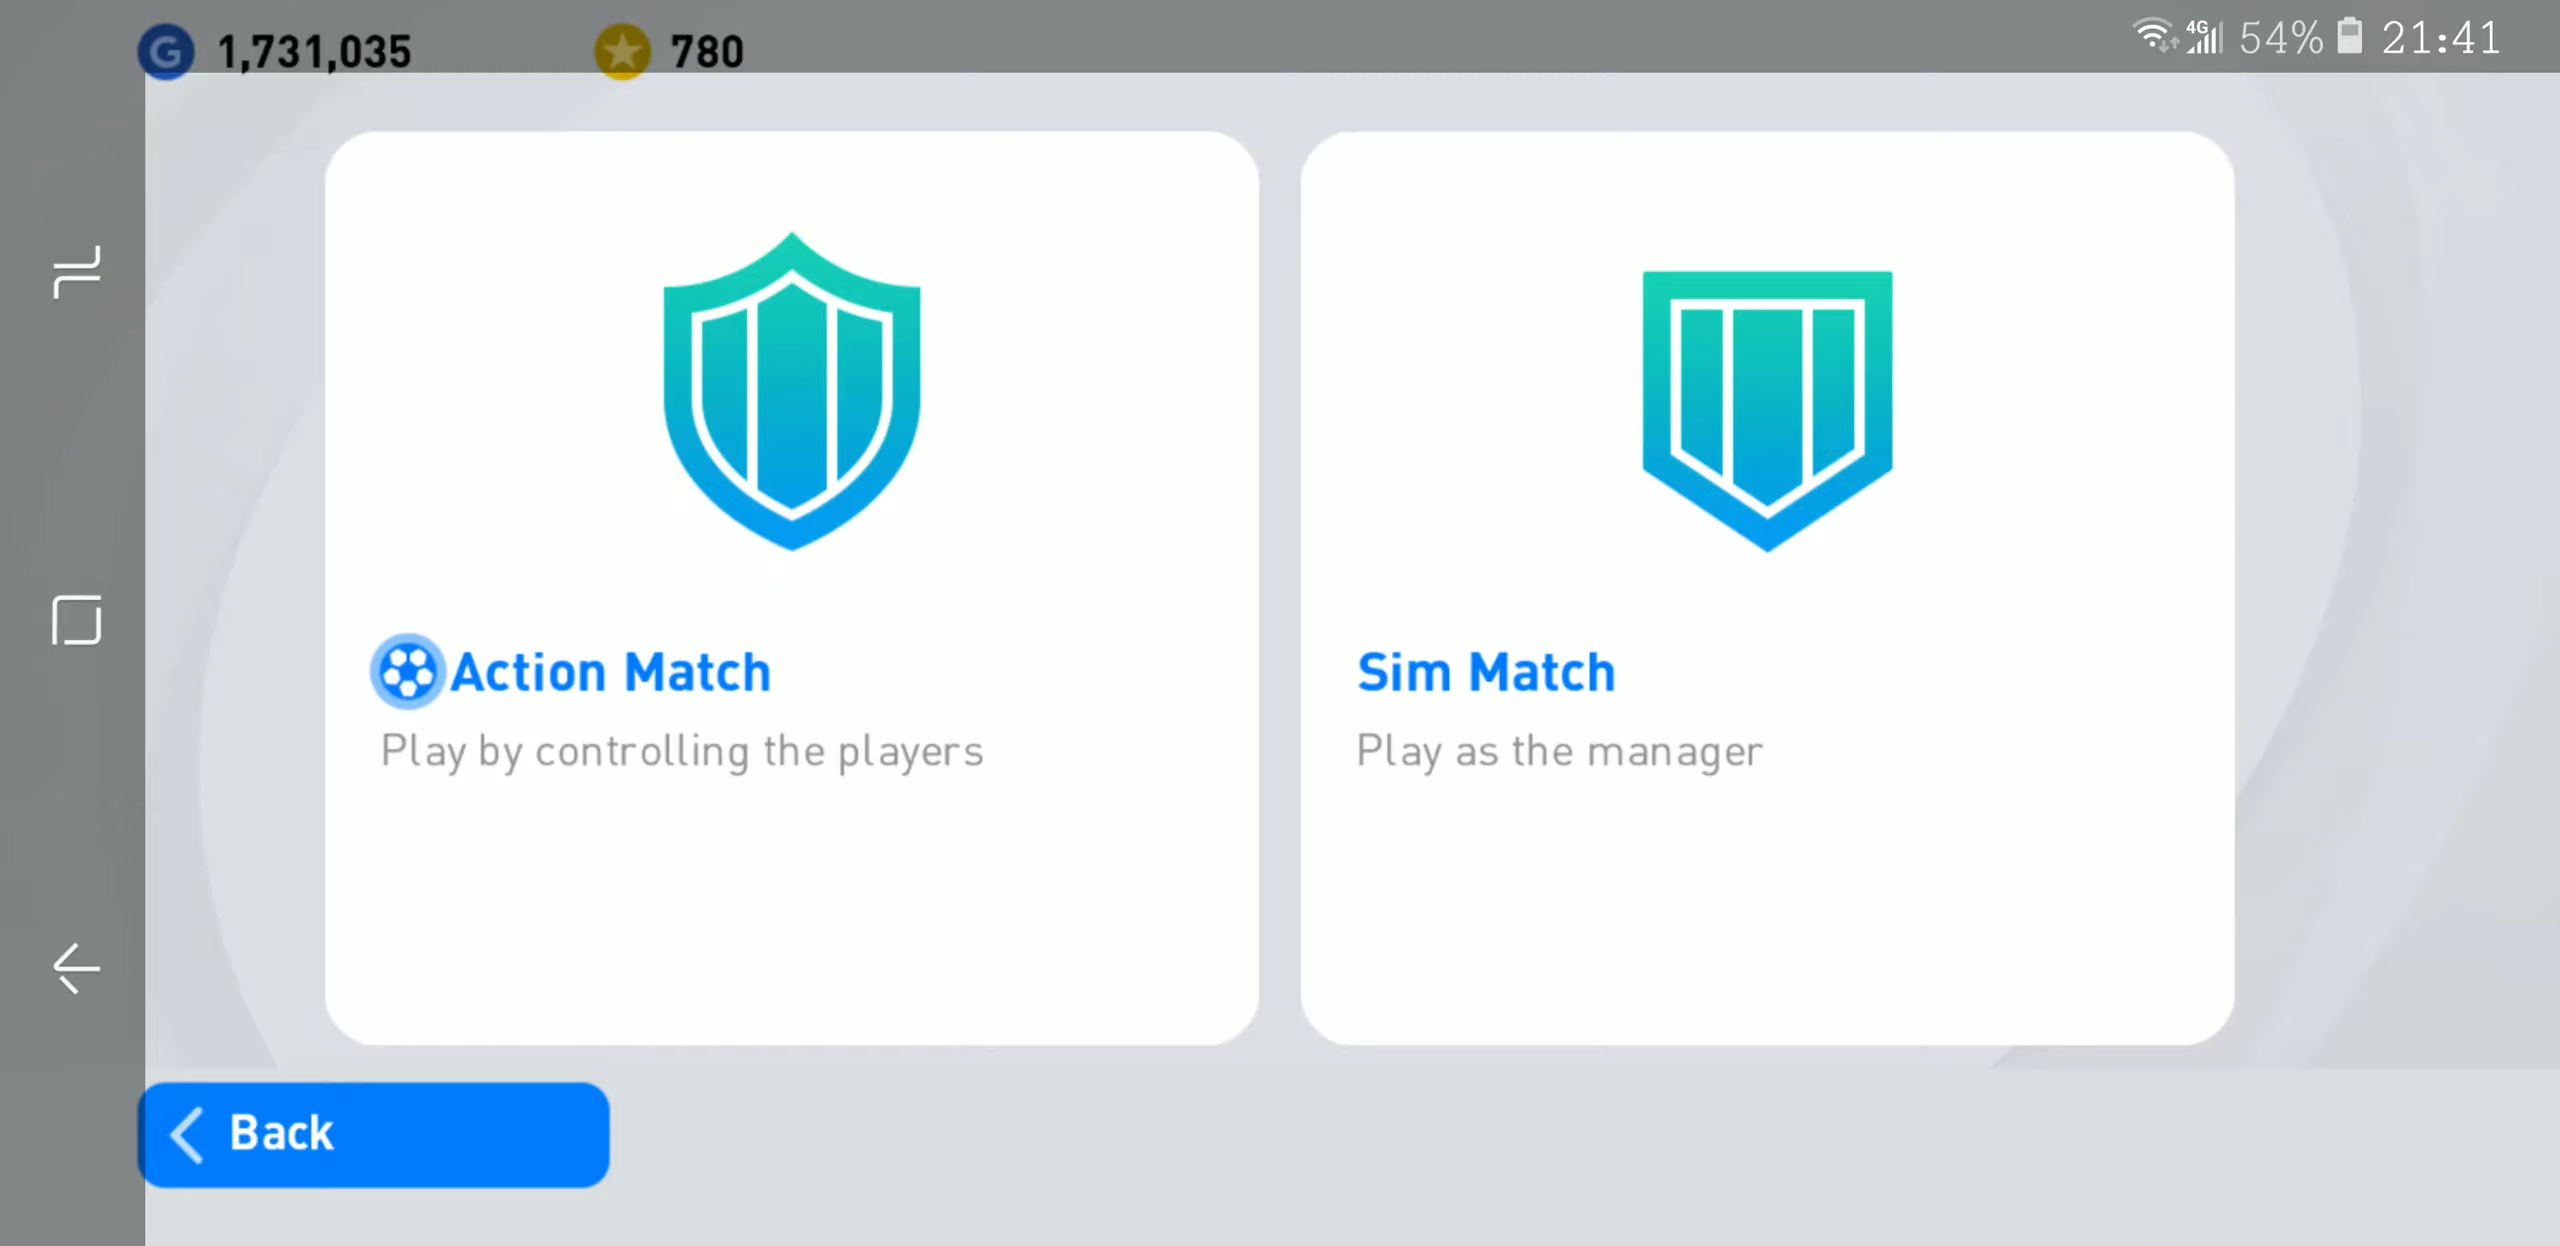 1,731,035 780 4G 54% 21:41
Action Match
Play by controlling the players
Sim Match
Play as the manager
Back